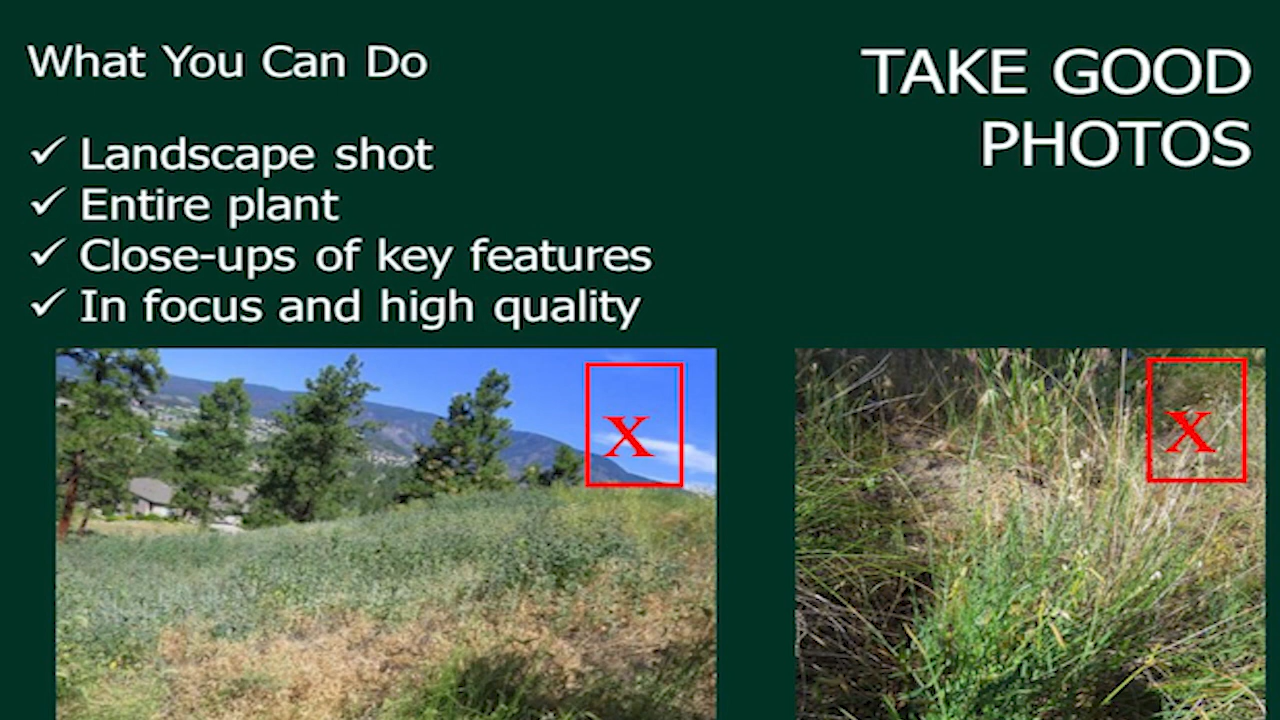 What You Can Do
TAKE GOOD
PHOTOS
✓ Landscape shot
✓ Entire plant
✓ Close-ups of key features
✓ In focus and high quality
X
X